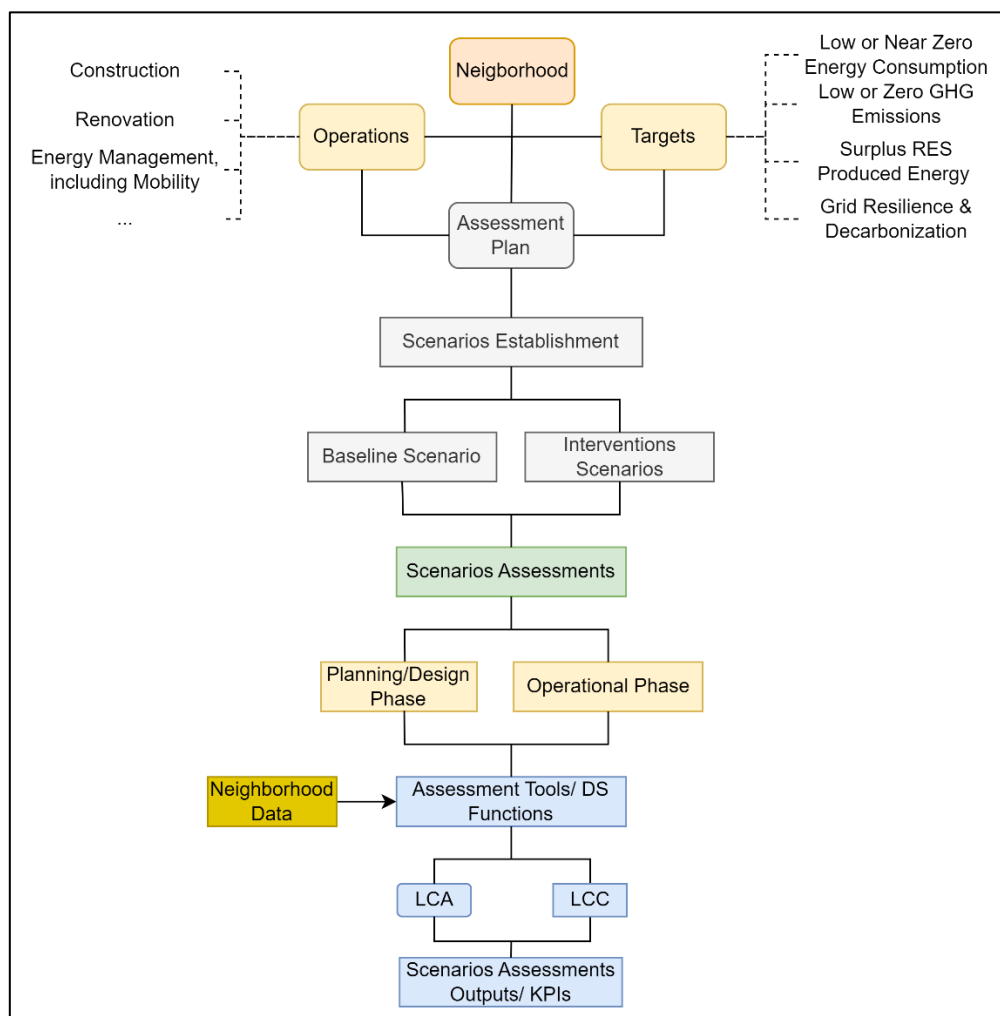 Neigborhood
Construction
Renovation
Energy Management,
including Mobility
...
Operations
Targets
Low or Near Zero
Energy Consumption
Low or Zero GHG
Emissions
Surplus RES
Produced Energy
Grid Resilience &
Decarbonization
Assessment
Plan
Scenarios Establishment
Baseline Scenario
Interventions
Scenarios
Scenarios Assessments
Planning/Design
Phase
Operational Phase
Neighborhood
Data
Assessment Tools/ DS
Functions
LCA
LCC
Scenarios Assessments
Outputs/ KPIs